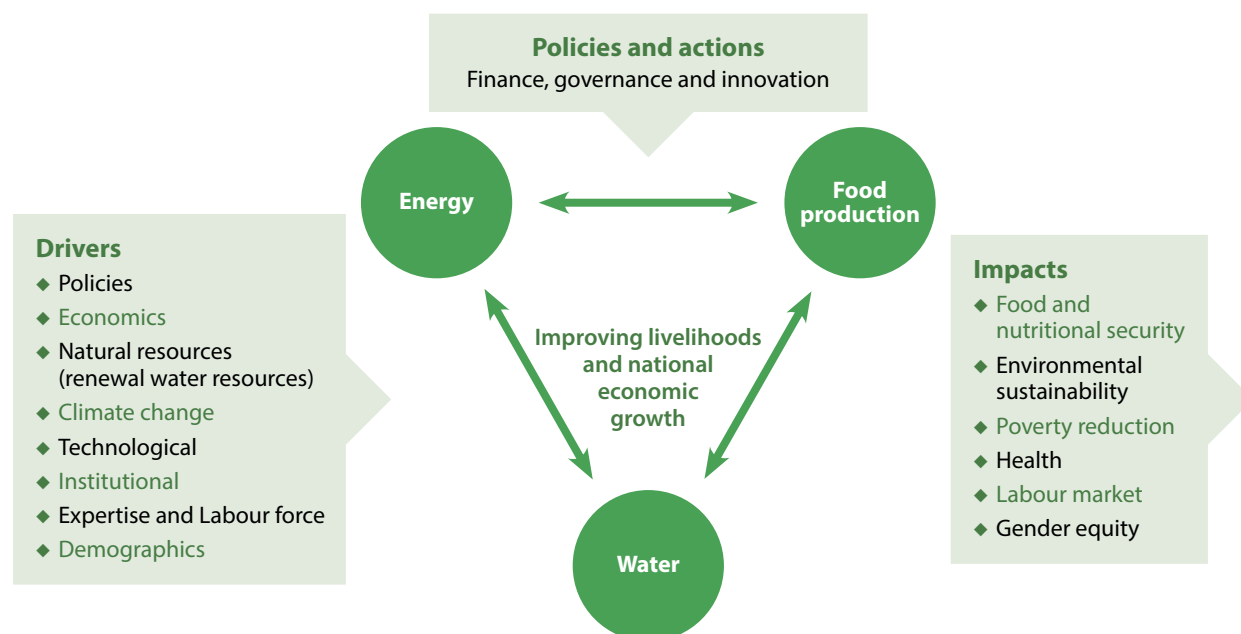 Policies and actions
Finance, governance and innovation
Energy
Food
production
Drivers
◆ Policies
◆ Economics
◆ Natural resources
(renewal water resources)
◆ Climate change
◆ Technological
◆ Institutional
◆ Expertise and Labour force
◆ Demographics
Improving livelihoods
and national
economic
growth
Water
Impacts
◆ Food and
nutritional security
◆ Environmental
sustainability
◆ Poverty reduction
◆ Health
◆ Labour market
◆ Gender equity